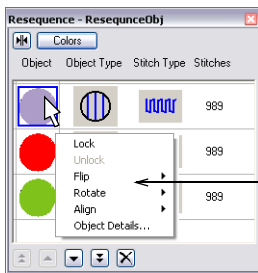 Resequence - ResequnceObj
Colors
Object Object Type Stitch Type Stitches
989
Lock
Unlock
Flip
989
Rotate
Align
989
Object Details...